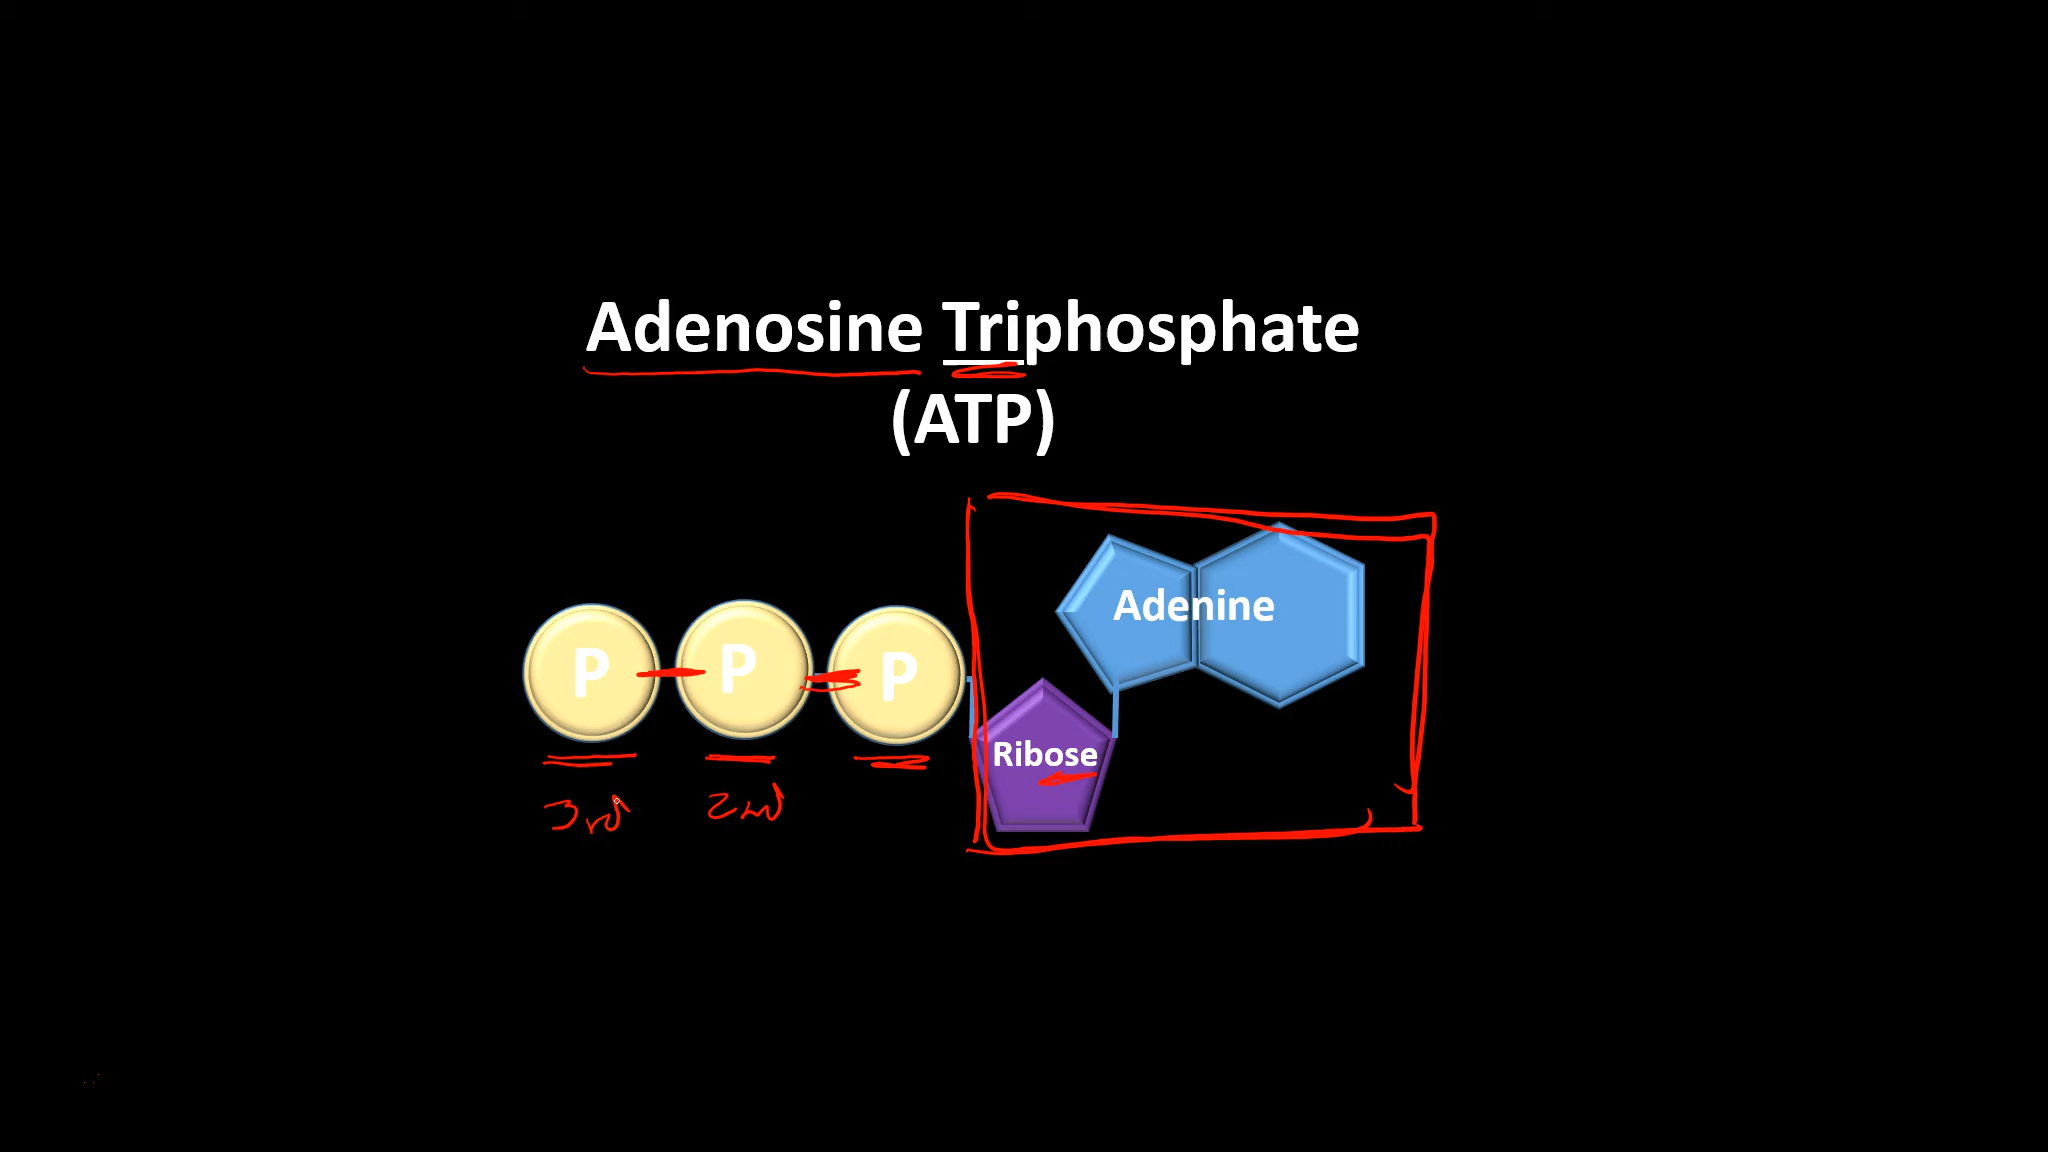 Adenosine Triphosphate
(ATP)
Adenine
P P P
Ribose
3rd 2nd